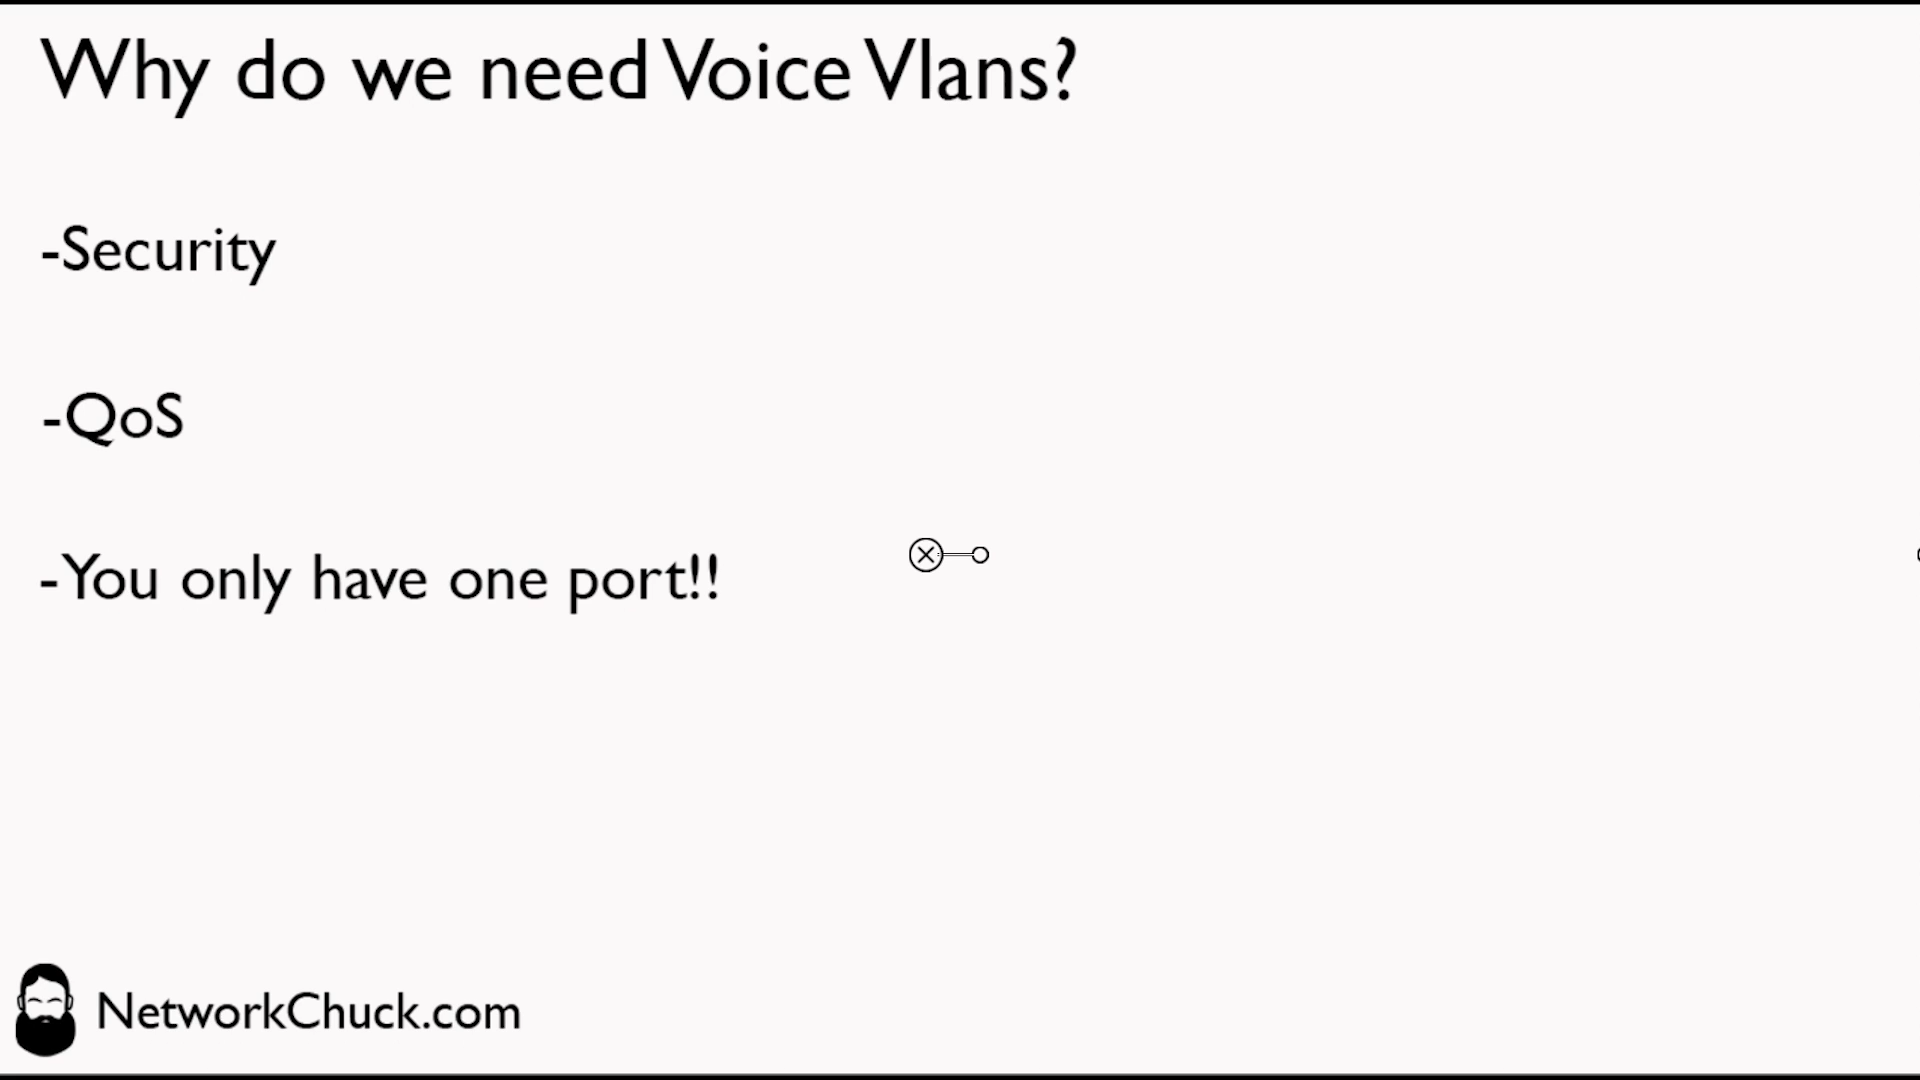 Why do we need Voice Vlans?
-Security
-QoS
-You only have one port!!
NetworkChuck.com